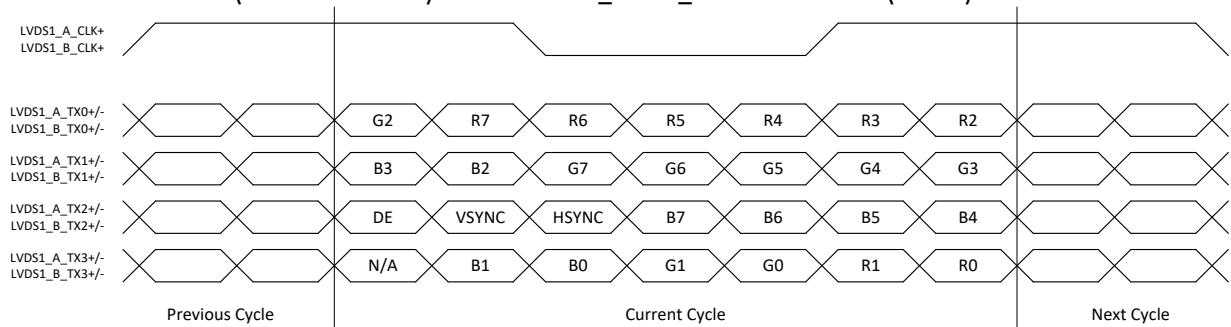 LVDS1_A_CLK+
LVDS1_B_CLK+
LVDS1_A_TX0+/-
LVDS1_B_TX0+/-
G2 R7 R6 R5 R4 R3 R2
LVDS1_A_TX1+/-
LVDS1_B_TX1+/-
B3 B2 G7 G6 G5 G4 G3
LVDS1_A_TX2+/-
LVDS1_B_TX2+/-
DE VSYNC HSYNC B7 B6 B5 B4
LVDS1_A_TX3+/-
LVDS1_B_TX3+/-
N/A B1 B0 G1 G0 R1 R0
Previous Cycle Current Cycle Next Cycle